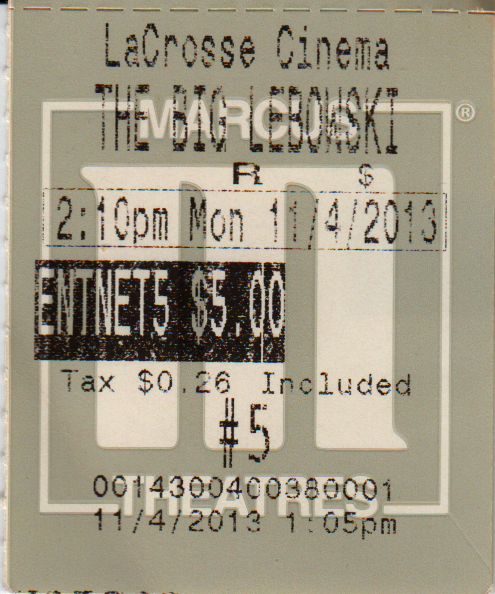 LaCrosse Cinema
THE BIG LEBOWSKI
MARCUS ®
R $
2:10pm Mon 11/4/2013
ENTNET5 $5.00
Tax $0.26 Included
#5
0014300400380001
THEATRES
11/4/2013 1:05pm